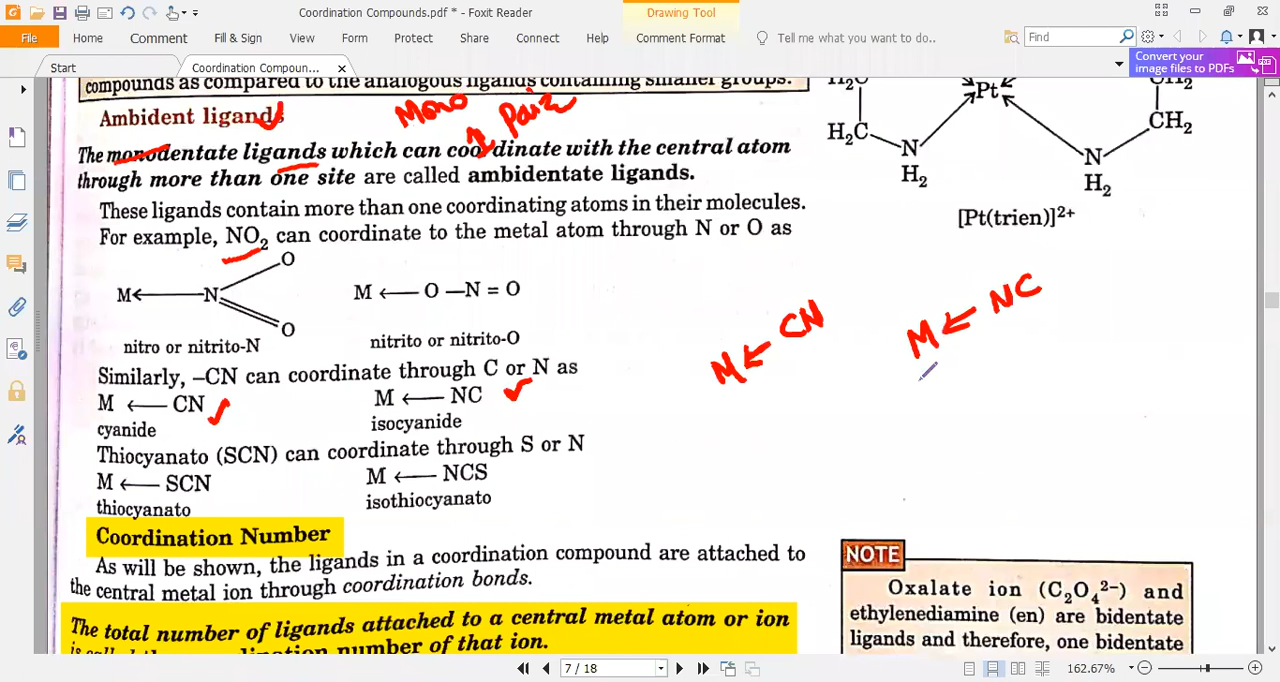 Coordination Compounds.pdf * - Foxit Reader
Drawing Tool
File Home Comment Fill & Sign View Form Protect Share Connect Help Comment Format Tell me what you want to do.. Find
Start Coordination Compoun... Convert your
image files to PDFs
compounds as compared to the analogous ligands containing smaller groups.
Ambident ligands
Mono
1 Pair
The monodentate ligands which can coordinate with the central atom
through more than one site are called ambidentate ligands.
These ligands contain more than one coordinating atoms in their molecules.
For example, NO2 can coordinate to the metal atom through N or O as
M←N O O
M ← O —N = O
nitro or nitrito-N
nitrito or nitrito-O
Similarly, –CN can coordinate through C or N as
M ← CN
M ← NC
cyanide
isocyanide
Thiocyanato (SCN) can coordinate through S or N
M ← SCN
M ← NCS
thiocyanato
isothiocyanato
Coordination Number
As will be shown, the ligands in a coordination compound are attached to
the central metal ion through coordination bonds.
The total number of ligands attached to a central metal atom or ion
number of that ion.
Pt
H2C
CH2
N
H2
N
H2
[Pt(trien)]2+
M ← CN
M ← NC
NOTE
Oxalate ion (C2O4 2–) and
ethylenediamine (en) are bidentate
ligands and therefore, one bidentate
7 / 18
162.67%